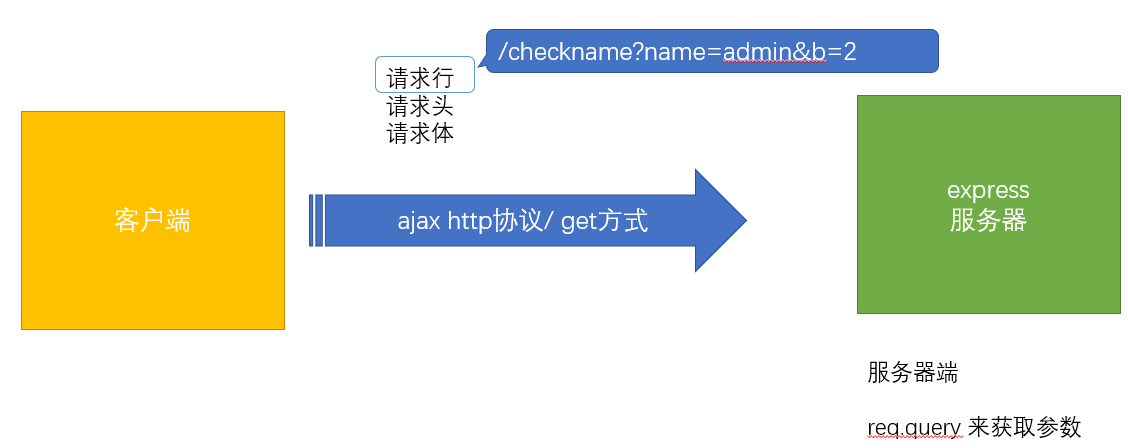 /checkname?name=admin&b=2
请求行
请求头
请求体
客户端
ajax http协议/ get方式
express
服务器
服务器端
req.query 来获取参数